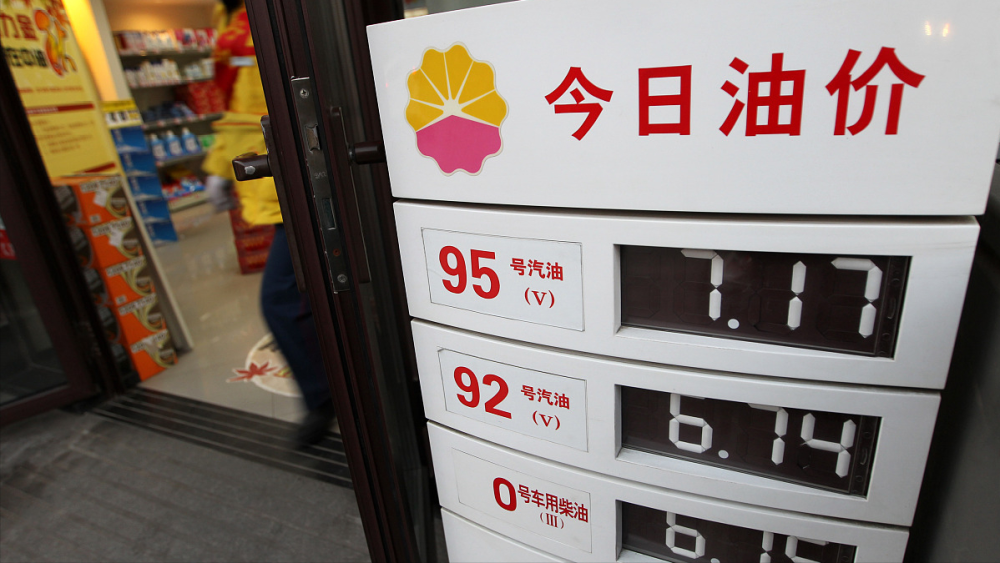 今日油价
95 号汽油 (V) 7.17
92 号汽油 (V) 6.74
0 号车用柴油 (III)